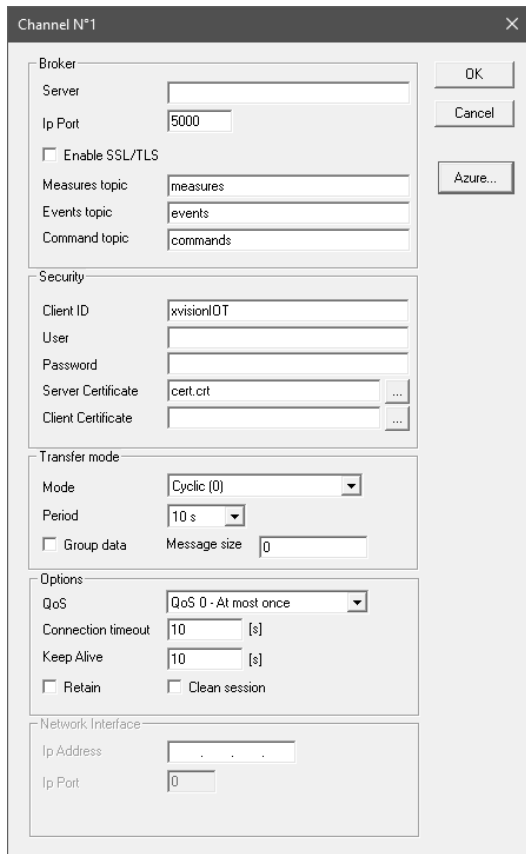 Channel N°1
Broker
OK
Server
Cancel
Ip Port 5000
Enable SSL/TLS
Azure...
Measures topic measures
Events topic events
Command topic commands
Security
Client ID xvisionIOT
User
Password
Server Certificate cert.crt ...
Client Certificate ...
Transfer mode
Mode Cyclic (0)
Period 10 s
Group data Message size 0
Options
QoS QoS 0 - At most once
Connection timeout 10 [s]
Keep Alive 10 [s]
Retain Clean session
Network Interface
Ip Address . . .
Ip Port 0